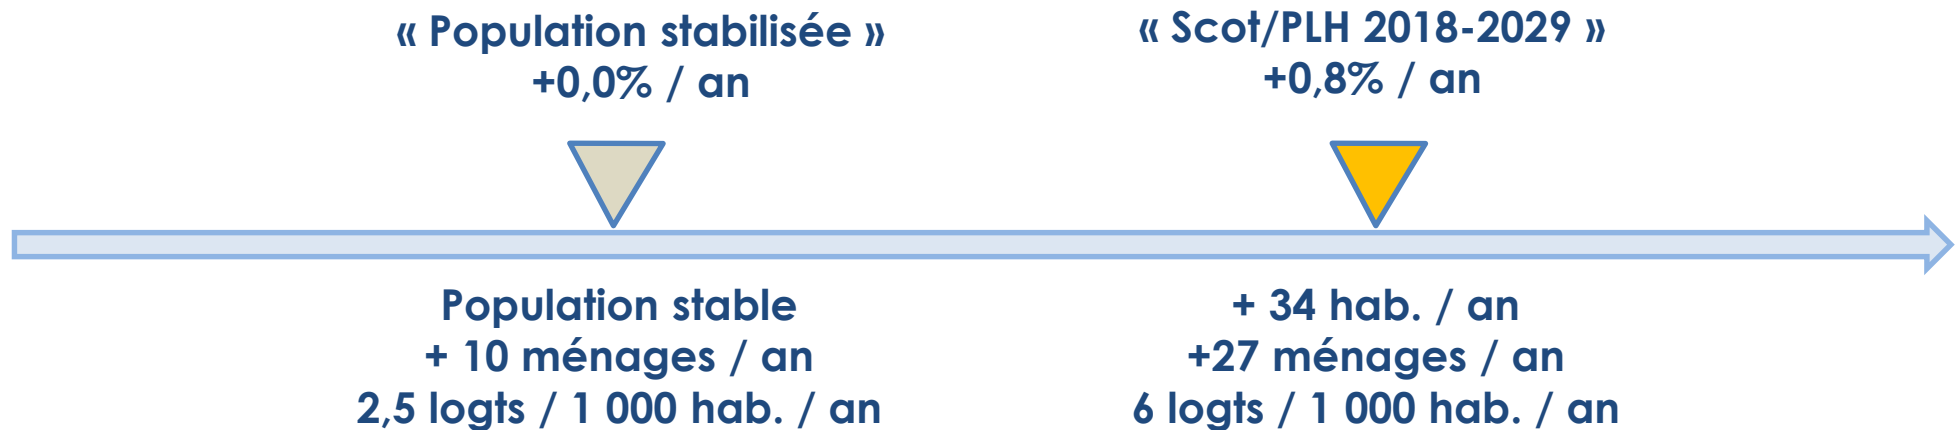 « Population stabilisée »
+0,0% / an
« Scot/PLH 2018-2029 »
+0,8% / an
Population stable
+ 10 ménages / an
2,5 logts / 1 000 hab. / an
+ 34 hab. / an
+27 ménages / an
6 logts / 1 000 hab. / an